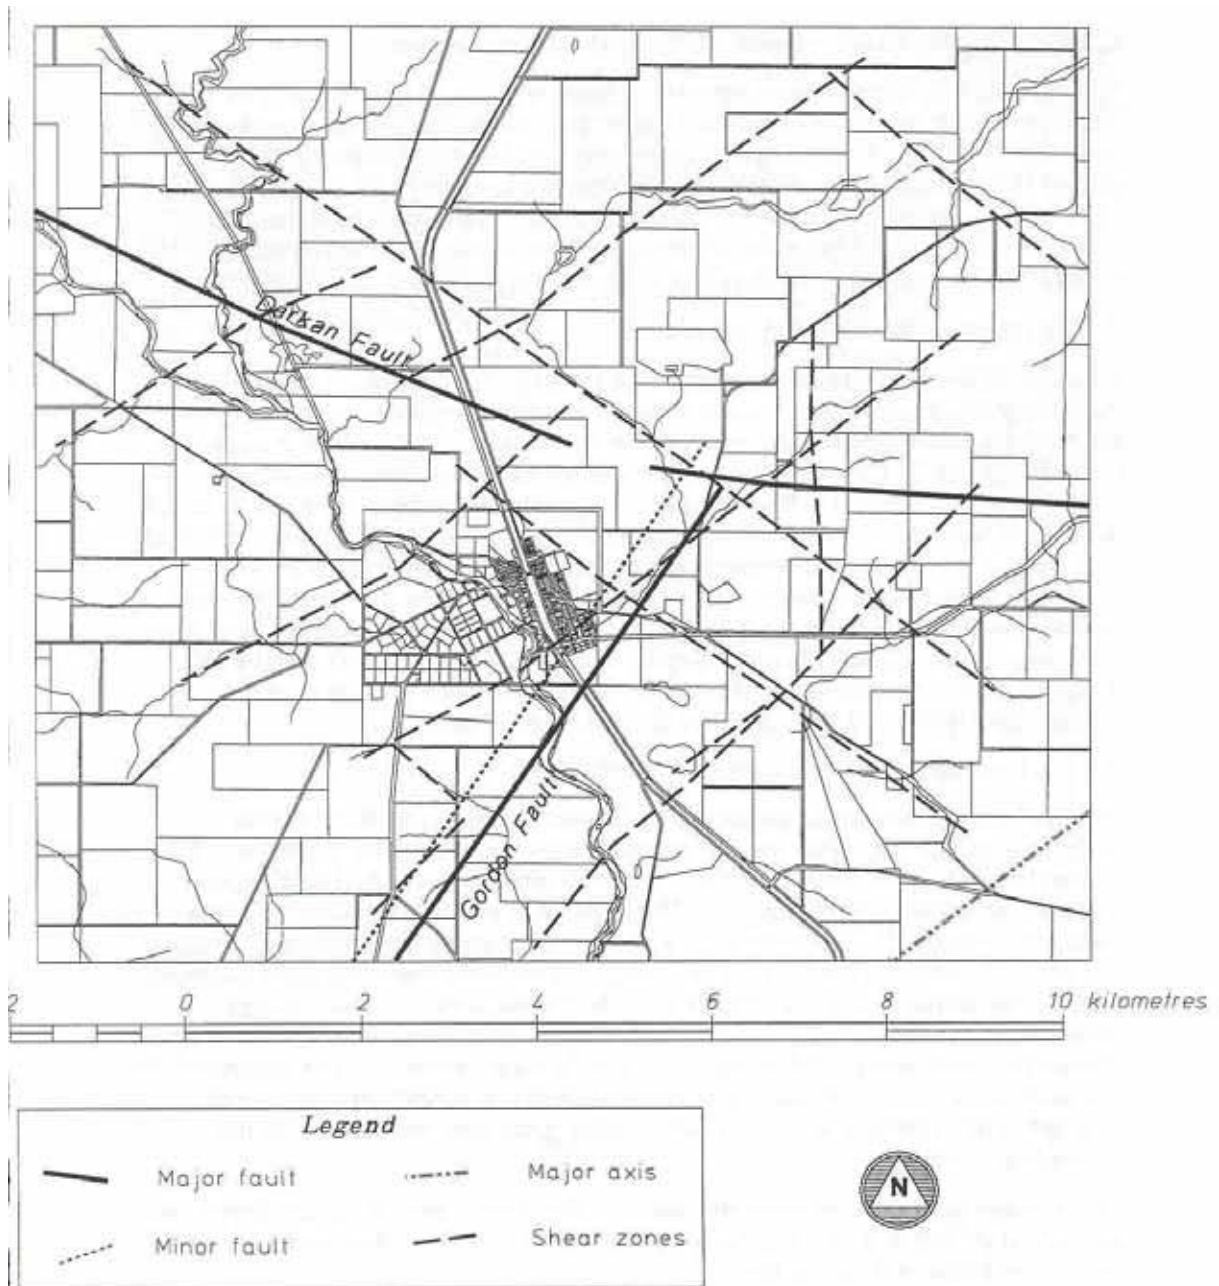 Darkan Fault
Gordon Fault
2 0 2 4 6 8 10 kilometres
Legend
Major fault
Major axis
Minor fault
Shear zones
N